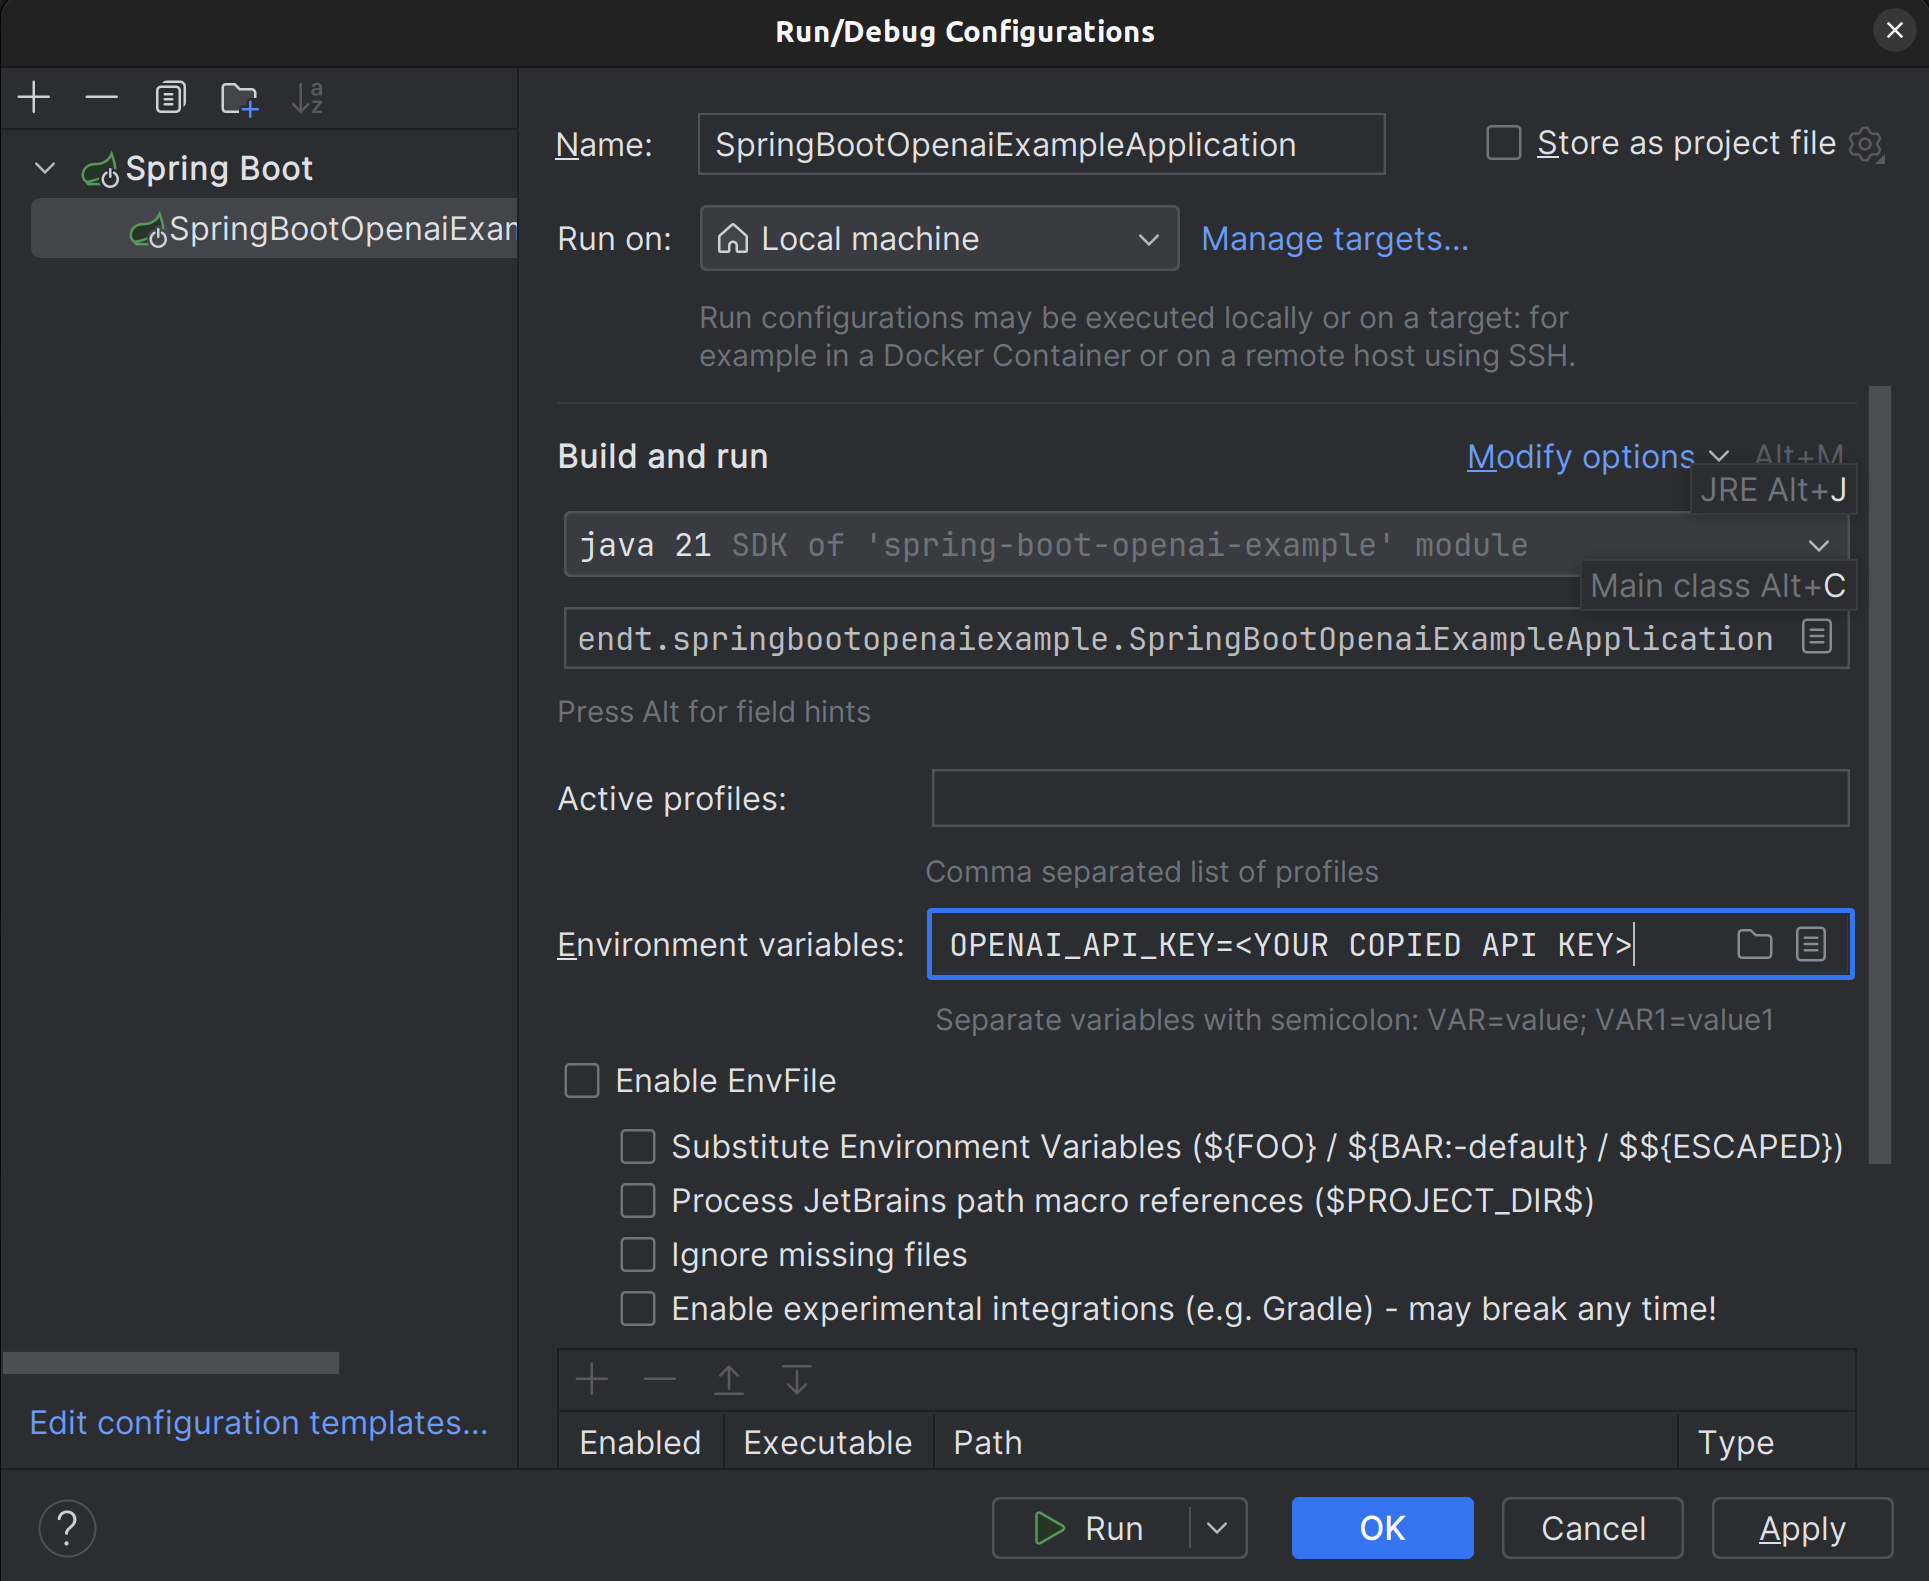 Run/Debug Configurations
Spring Boot
SpringBootOpenaiExam
Edit configuration templates...
Name: SpringBootOpenaiExampleApplication
Store as project file
Run on: Local machine Manage targets...
Run configurations may be executed locally or on a target: for
example in a Docker Container or on a remote host using SSH.
Build and run Modify options Alt+M
JRE Alt+J
java 21 SDK of 'spring-boot-openai-example' module
Main class Alt+C
endt.springbootopenaiexample.SpringBootOpenaiExampleApplication
Press Alt for field hints
Active profiles:
Comma separated list of profiles
Environment variables: OPENAI_API_KEY=<YOUR COPIED API KEY>
Separate variables with semicolon: VAR=value; VAR1=value1
Enable EnvFile
Substitute Environment Variables (${FOO} / ${BAR:-default} / $${ESCAPED})
Process JetBrains path macro references ($PROJECT_DIR$)
Ignore missing files
Enable experimental integrations (e.g. Gradle) - may break any time!
Enabled Executable Path Type
? Run OK Cancel Apply